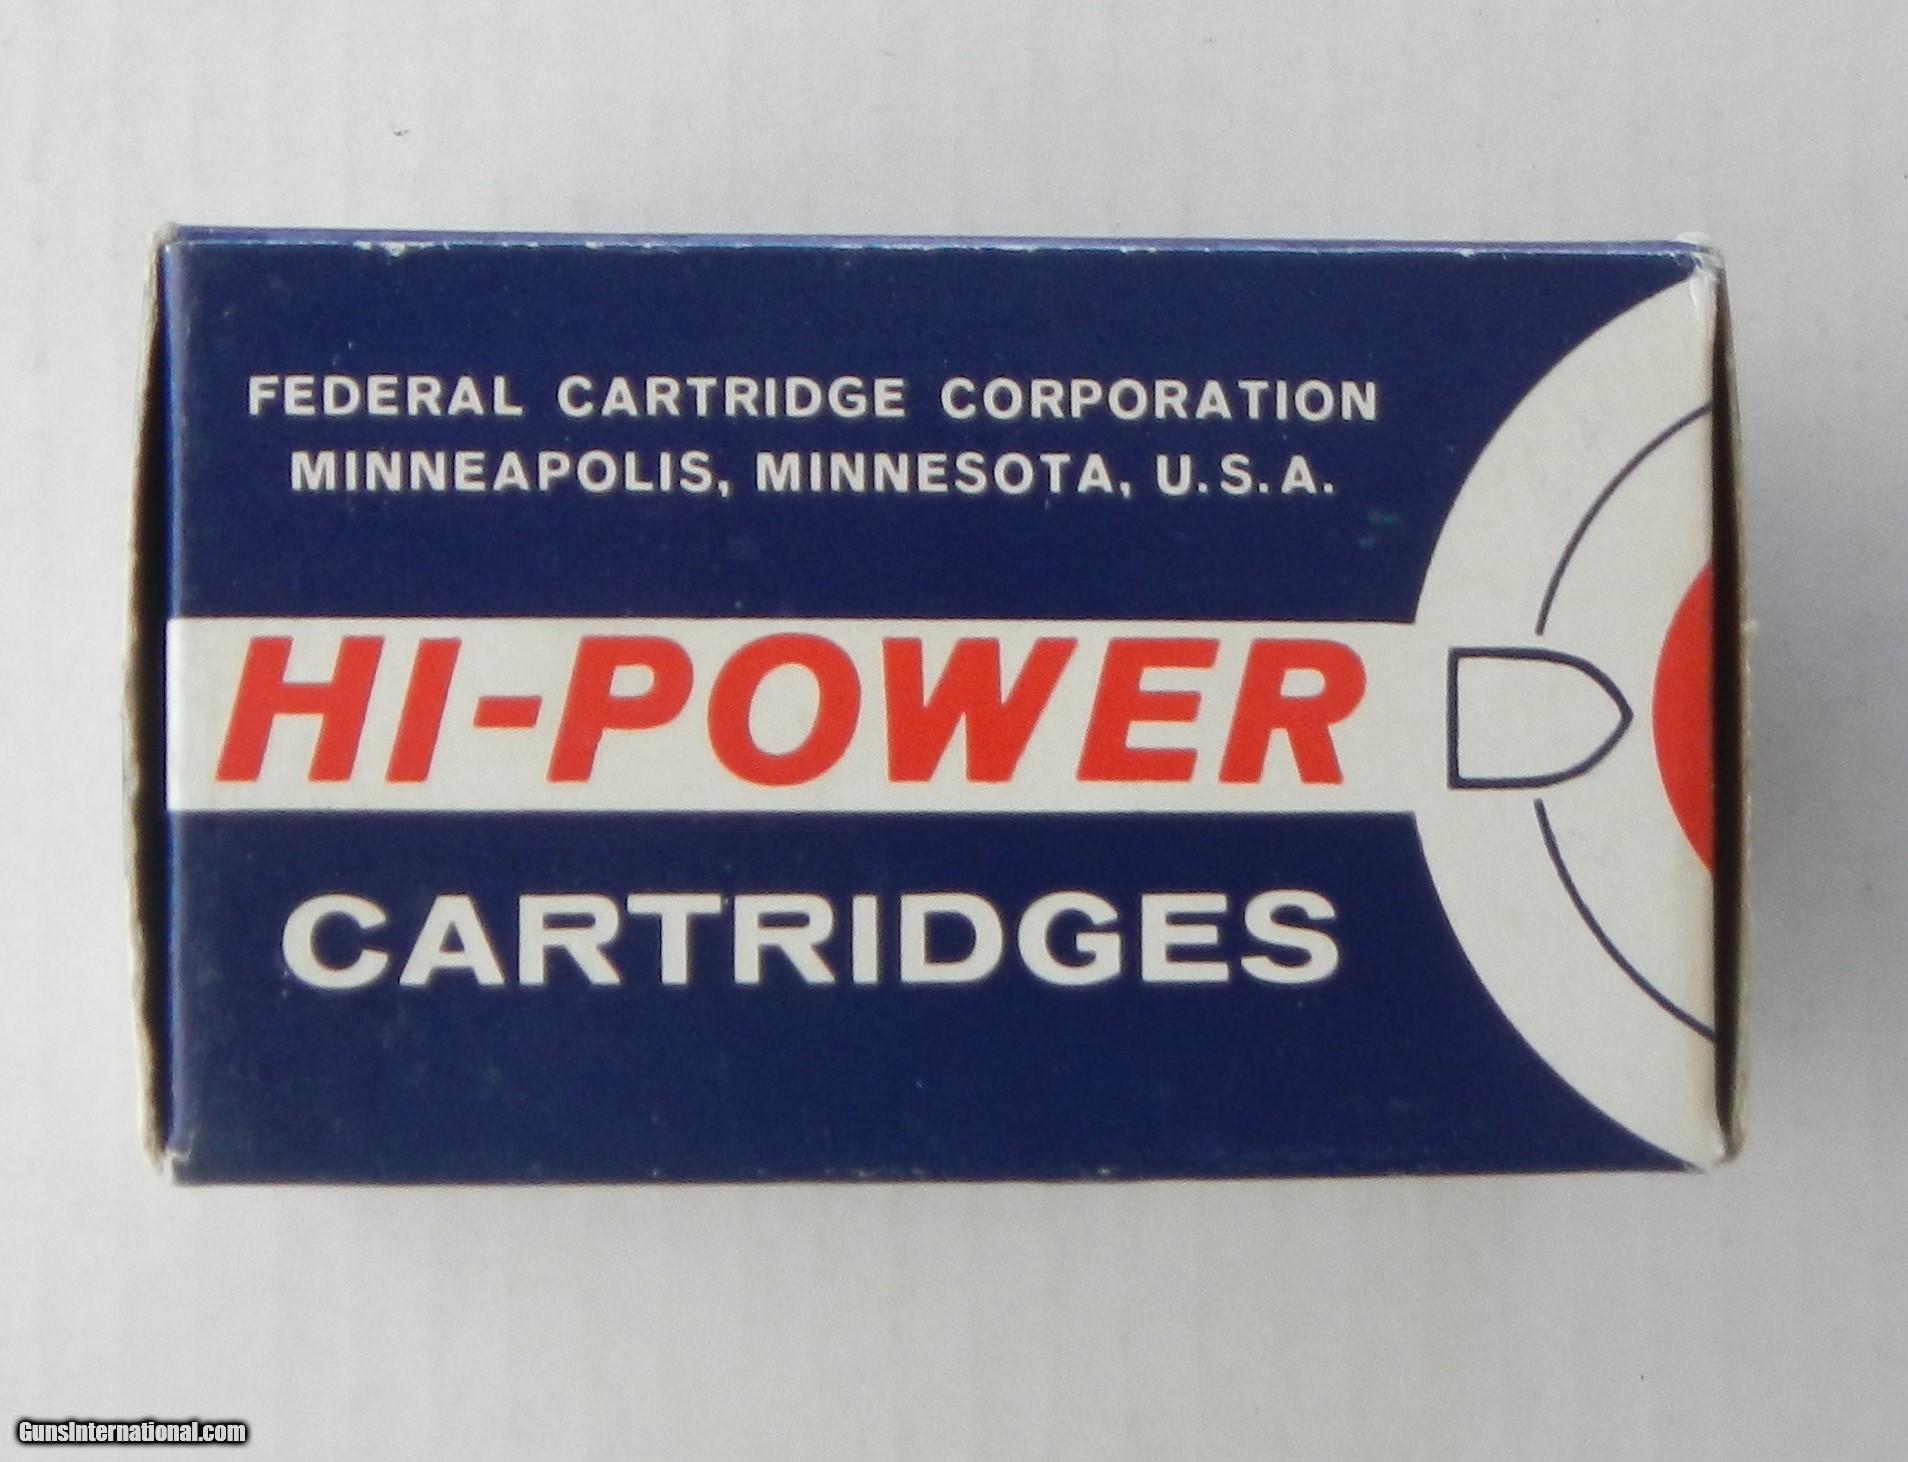 FEDERAL CARTRIDGE CORPORATION
MINNEAPOLIS, MINNESOTA, U.S.A.
HI-POWER
CARTRIDGES
GunsInternational.com